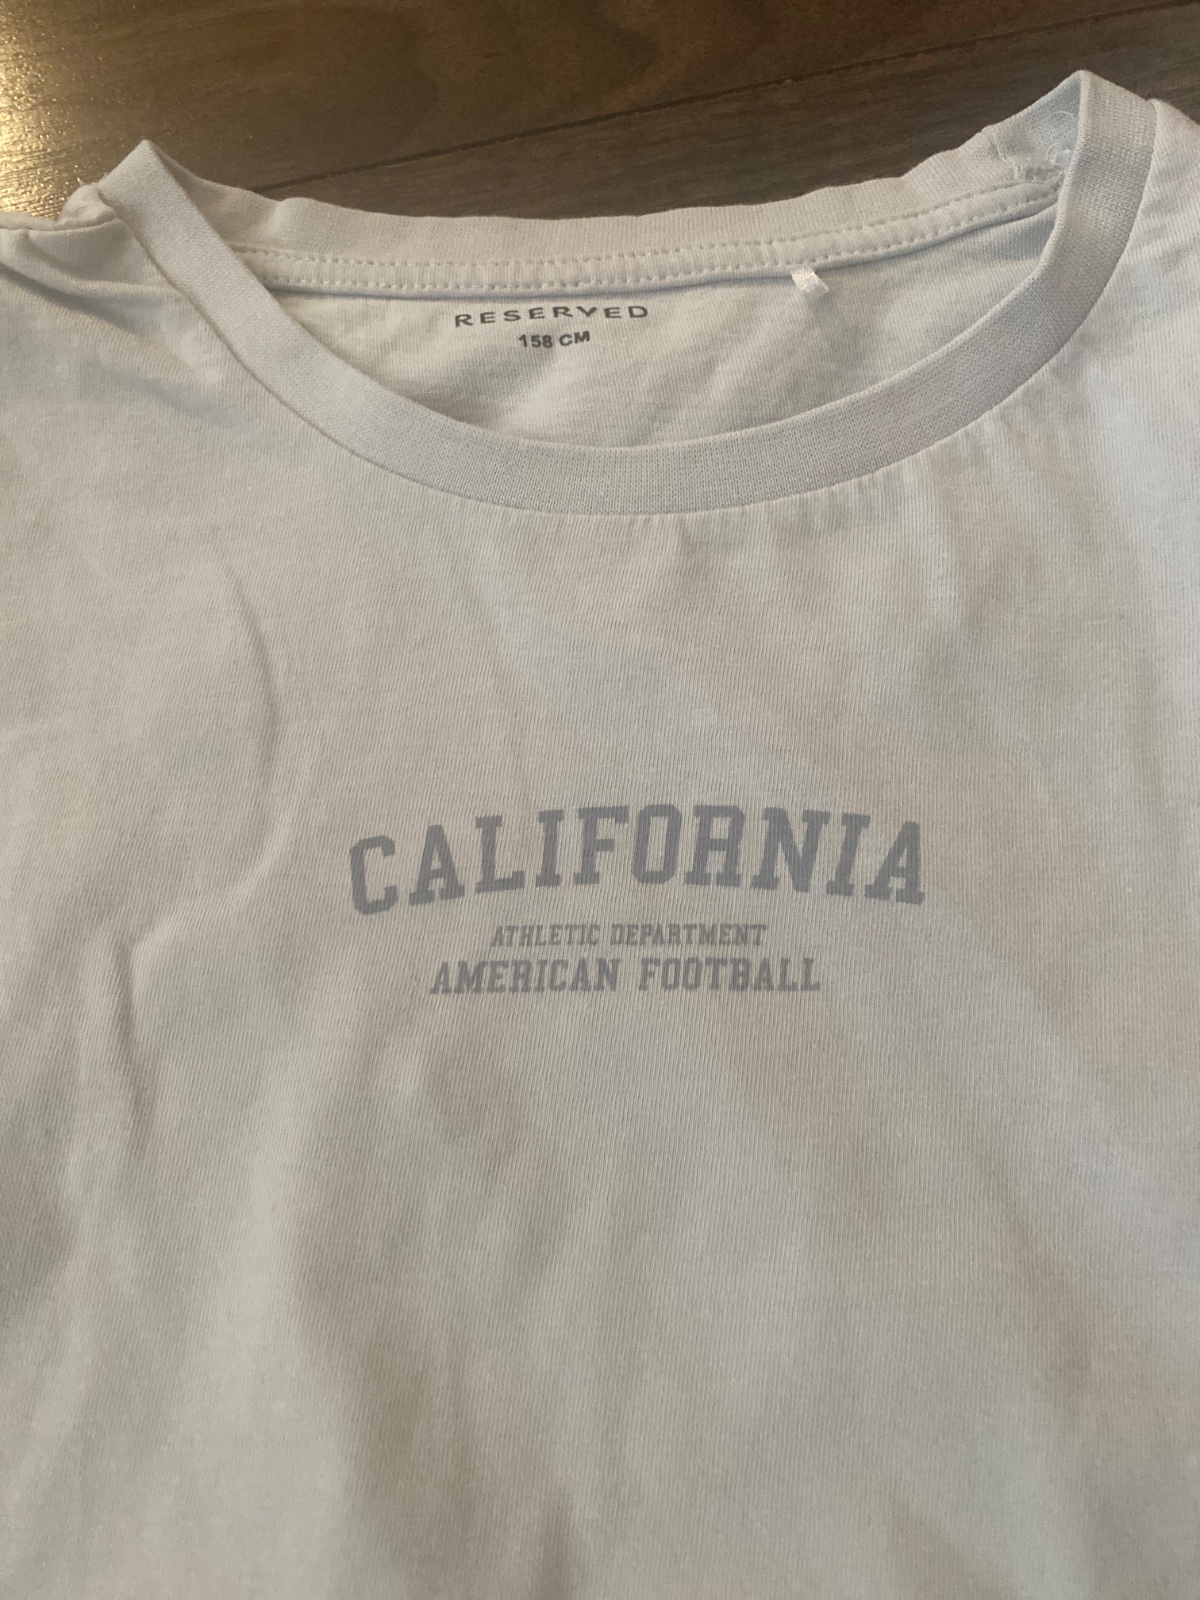 RESERVED
158 CM
CALIFORNIA
ATHLETIC DEPARTMENT
AMERICAN FOOTBALL